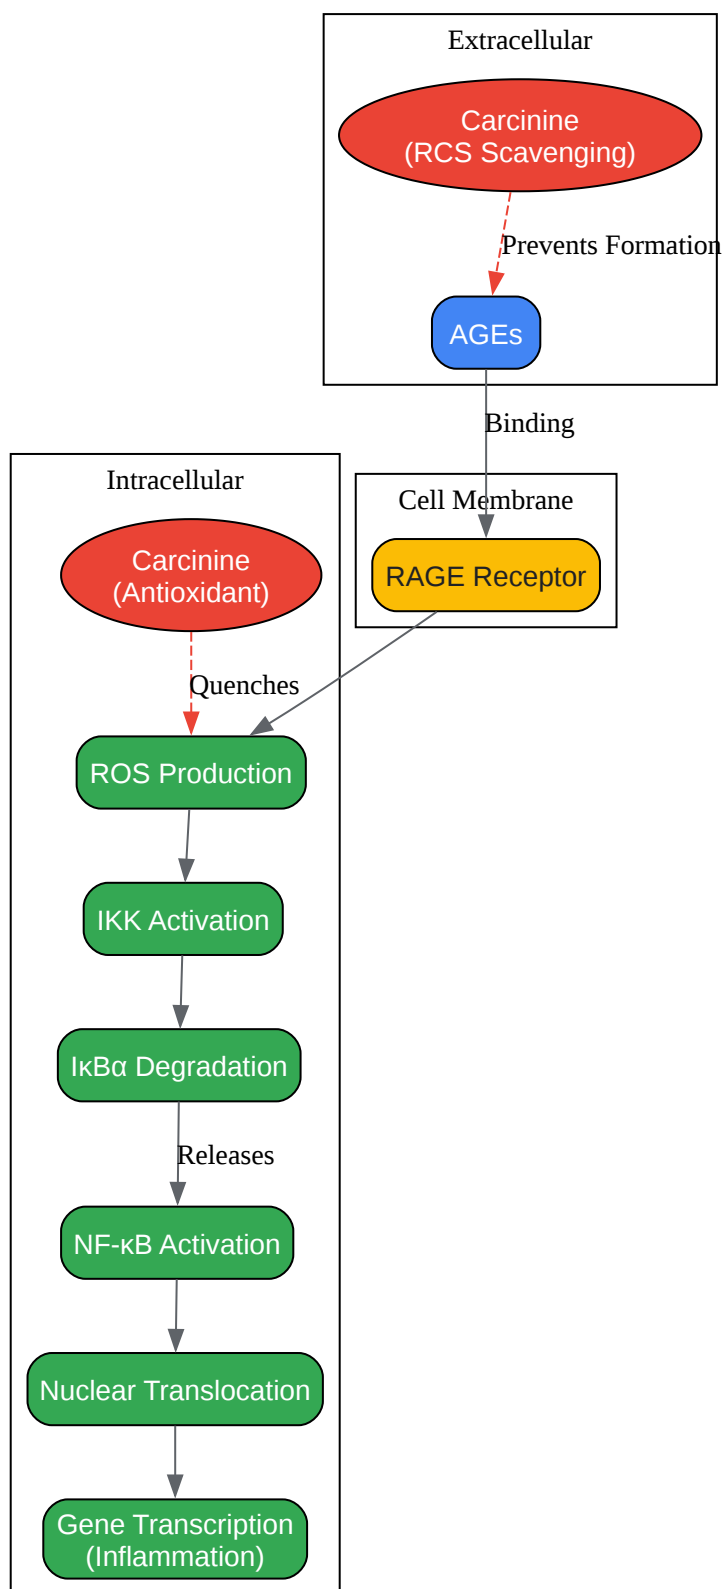 Extracellular
Carcinine
(RCS Scavenging)
Prevents Formation
AGEs
Binding
Cell Membrane
RAGE Receptor
Intracellular
Carcinine
(Antioxidant)
Quenches
ROS Production
IKK Activation
IκBα Degradation
Releases
NF-κB Activation
Nuclear Translocation
Gene Transcription
(Inflammation)